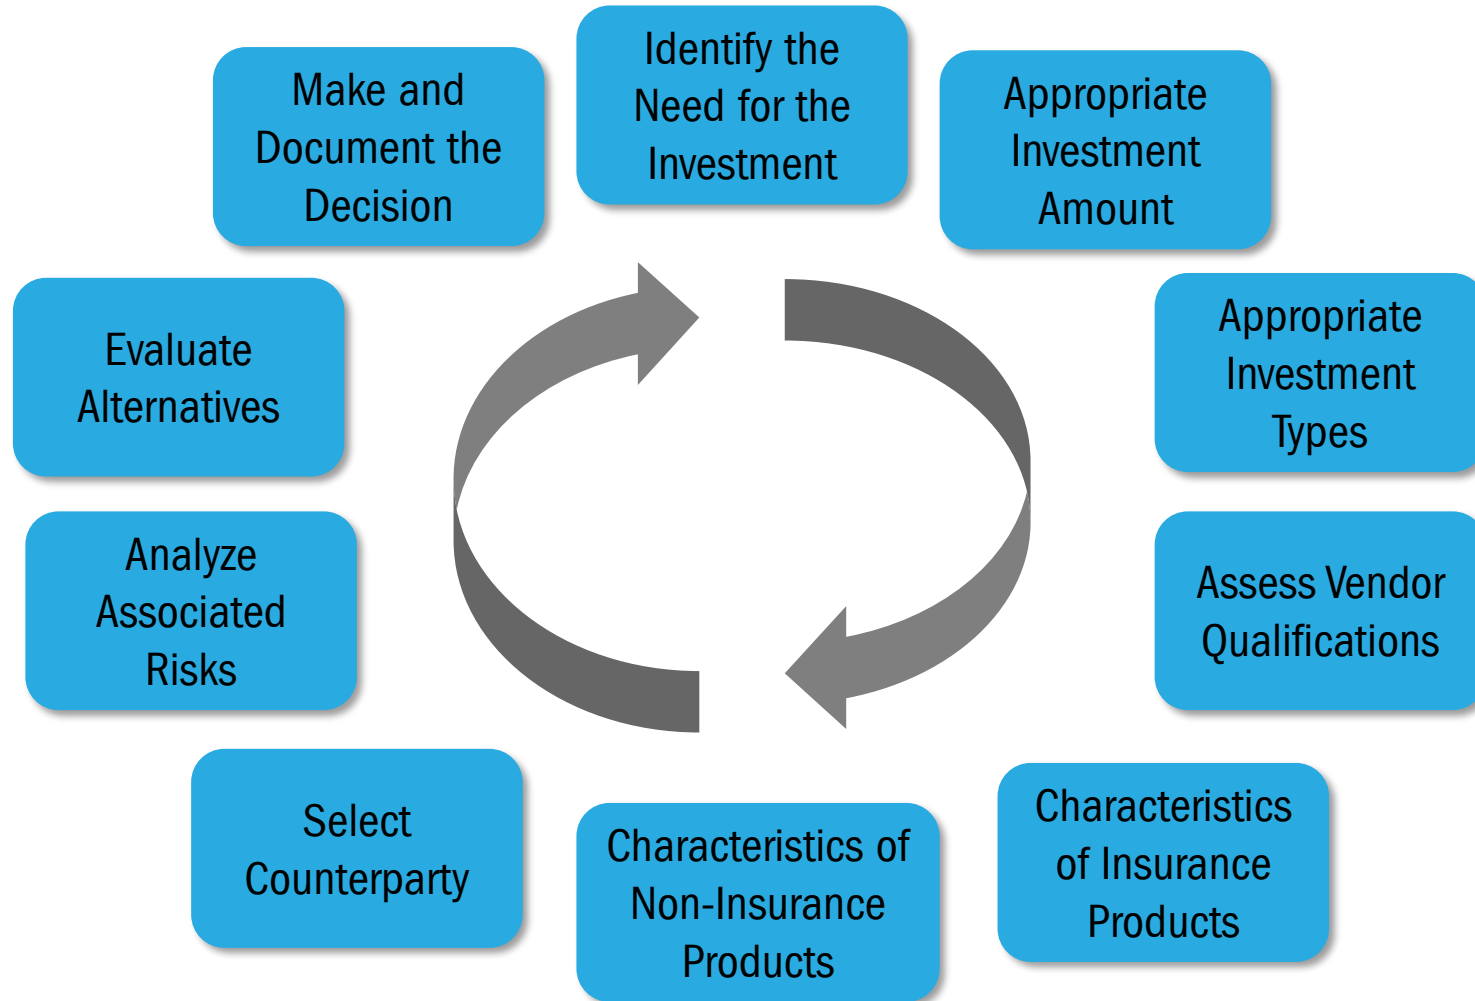 Identify the
Need for the
Investment
Appropriate
Investment
Amount
Appropriate
Investment
Types
Assess Vendor
Qualifications
Characteristics
of Insurance
Products
Characteristics of
Non-Insurance
Products
Select
Counterparty
Analyze
Associated
Risks
Evaluate
Alternatives
Make and
Document the
Decision